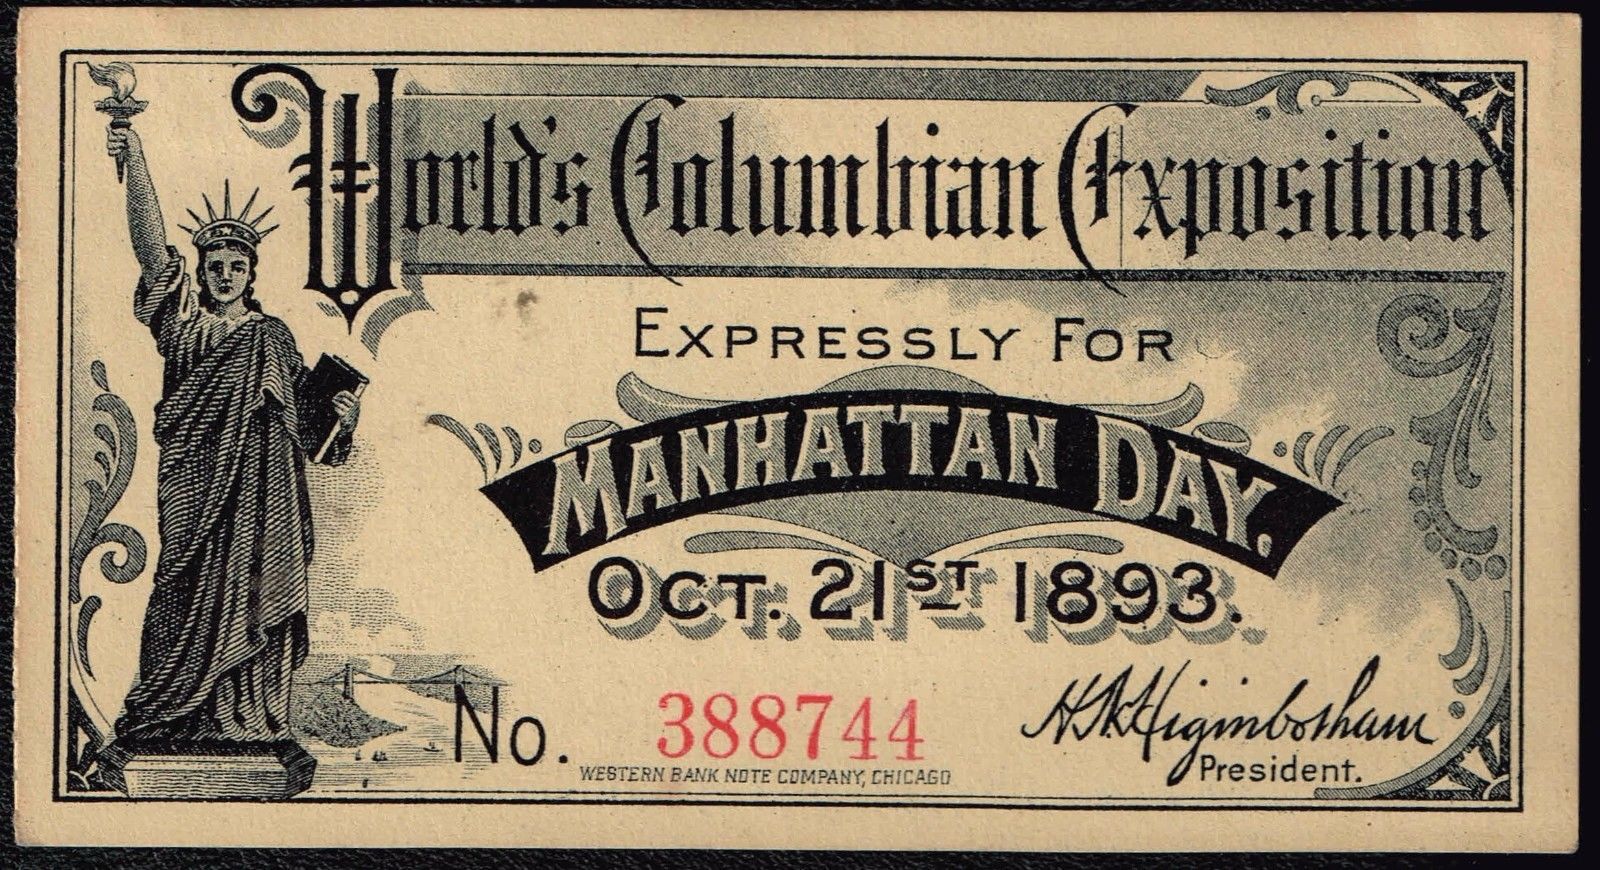 World's Columbian Exposition
EXPRESSLY FOR
MANHATTAN DAY.
OCT. 21ST 1893.
No. 388744
WESTERN BANK NOTE COMPANY, CHICAGO
H.N. Higinbotham
President.